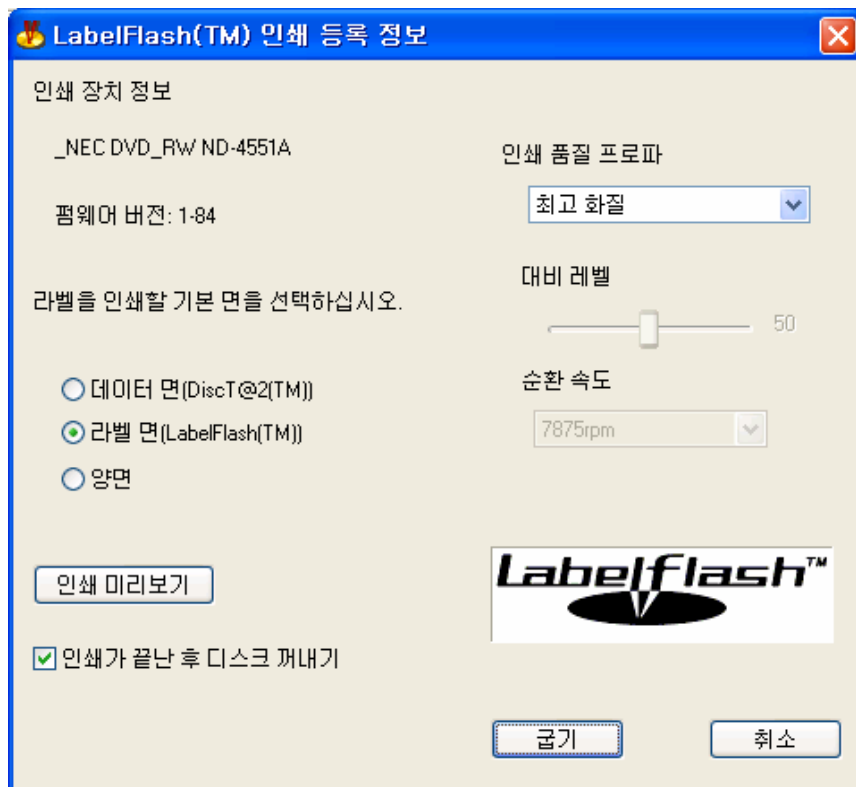 LabelFlash(TM) 인쇄 등록 정보
인쇄 장치 정보
_NEC DVD_RW ND-4551A
펌웨어 버전: 1-84
라벨을 인쇄할 기본 면을 선택하십시오.
데이터 면(DiscT@2(TM))
라벨 면(LabelFlash(TM))
양면
인쇄 미리보기
인쇄가 끝난 후 디스크 꺼내기
인쇄 품질 프로파
최고 화질
대비 레벨
50
순환 속도
7875rpm
Labelflash™
굽기
취소